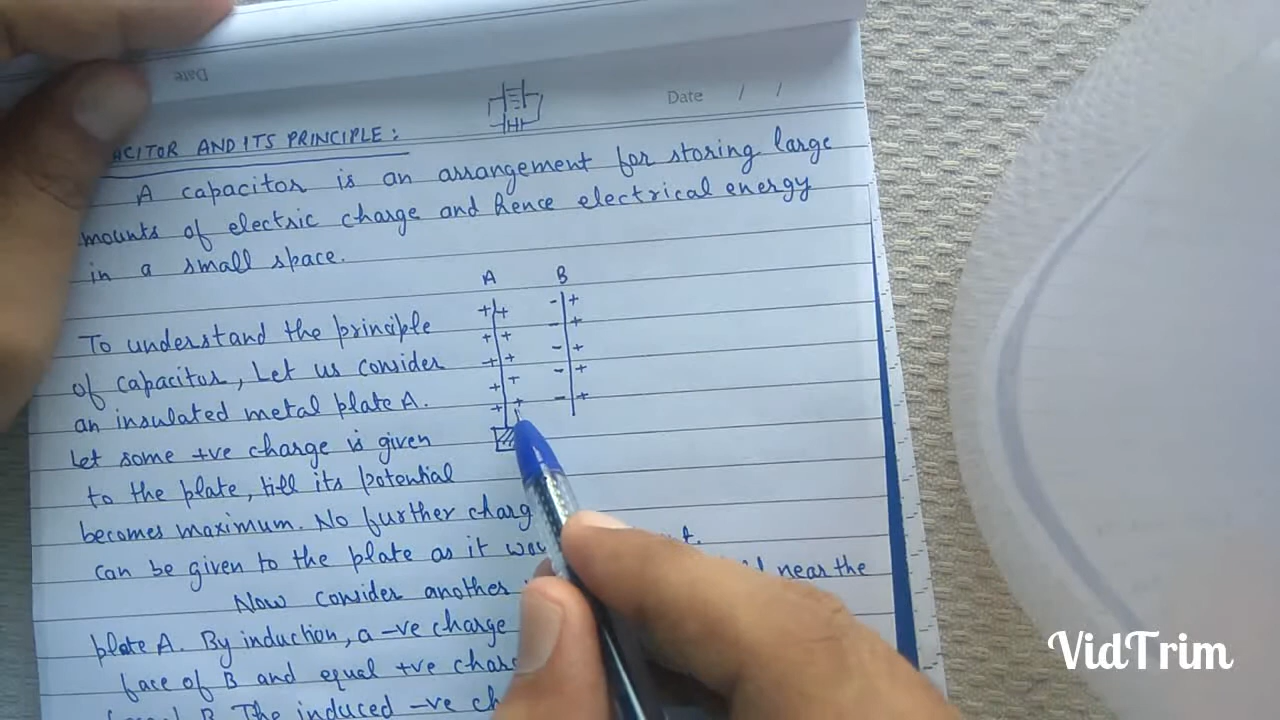 Date
Date / /
ACITOR AND ITS PRINCIPLE :
A capacitor is an arrangement for storing large
mounts of electric charge and hence electrical energy
in a small space.
A B
To understand the principle
of capacitor, Let us consider
an insulated metal plate A.
Let some +ve charge is given
to the plate, till its potential
becomes maximum. No further charg
can be given to the plate as it wou
Now consider another near the
plate A. By induction, a -ve charge
face of B and equal +ve charg
B. The induced -ve ch
VidTrim